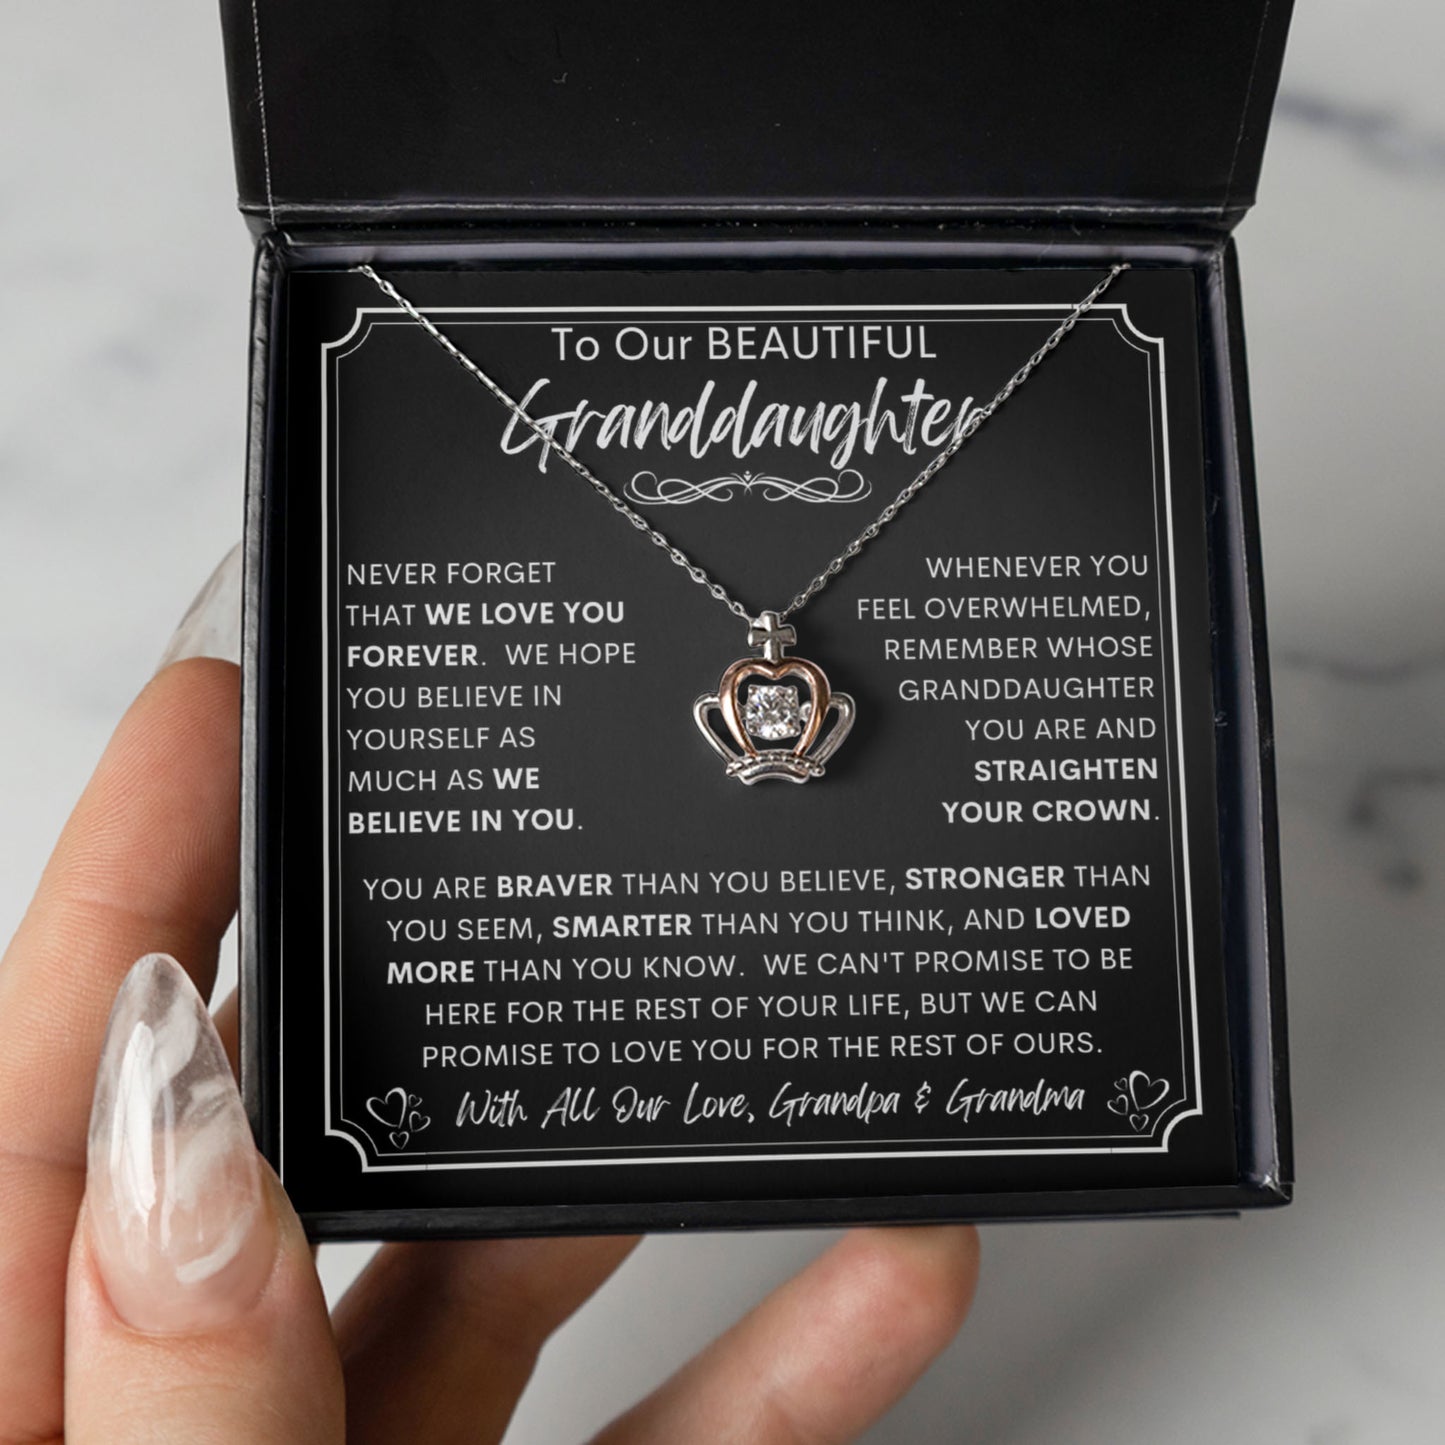 To Our BEAUTIFUL
Granddaughter
NEVER FORGET
THAT WE LOVE YOU
FOREVER. WE HOPE
YOU BELIEVE IN
YOURSELF AS
MUCH AS WE
BELIEVE IN YOU.
WHENEVER YOU
FEEL OVERWHELMED,
REMEMBER WHOSE
GRANDDAUGHTER
YOU ARE AND
STRAIGHTEN
YOUR CROWN.
YOU ARE BRAVER THAN YOU BELIEVE, STRONGER THAN
YOU SEEM, SMARTER THAN YOU THINK, AND LOVED
MORE THAN YOU KNOW. WE CAN'T PROMISE TO BE
HERE FOR THE REST OF YOUR LIFE, BUT WE CAN
PROMISE TO LOVE YOU FOR THE REST OF OURS.
With All Our Love, Grandpa & Grandma